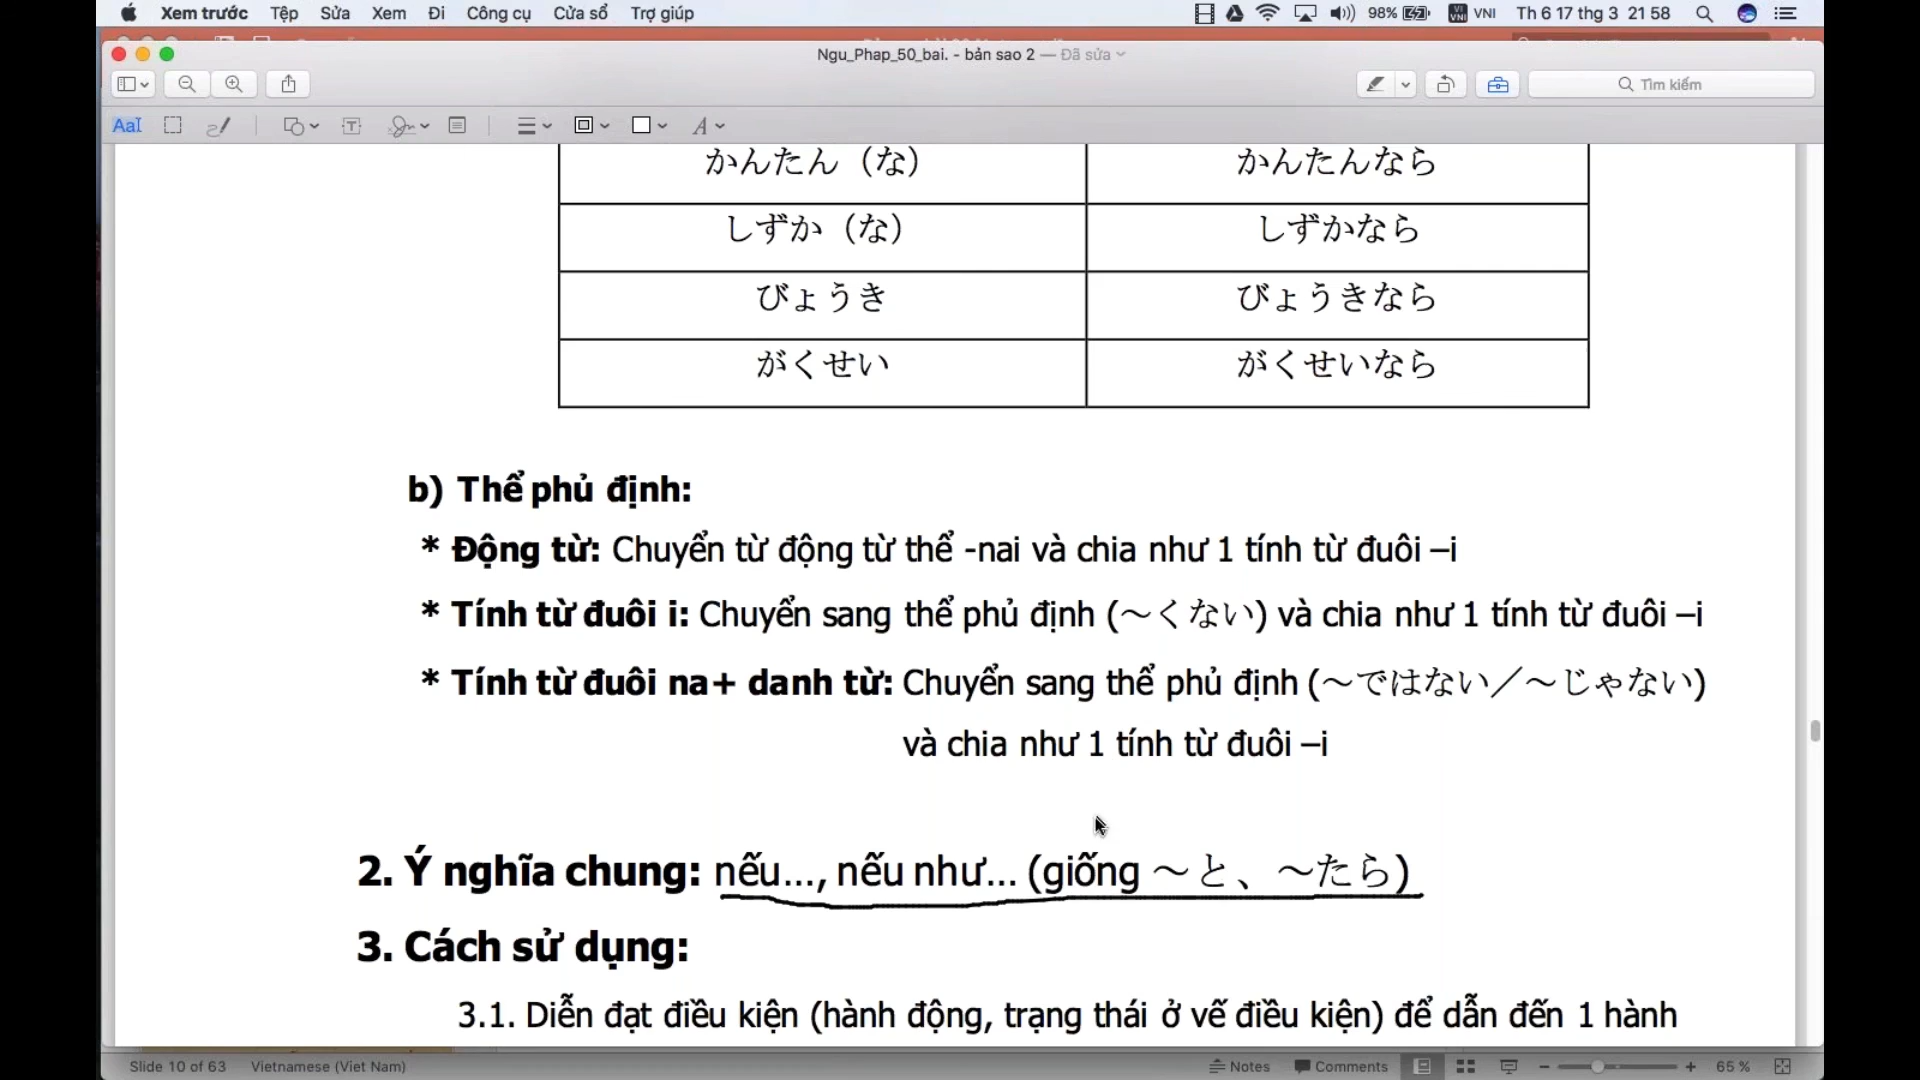 Xem trước Tệp Sửa Xem Đi Công cụ Cửa sổ Trợ giúp 98% VNI Th 6 17 thg 3 21 58
Ngu_Phap_50_bai. - bản sao 2 — Đã sửa
Tìm kiếm
かんたん（な） かんたんなら
しずか（な） しずかなら
びょうき びょうきなら
がくせい がくせいなら
b) Thể phủ định:
* Động từ: Chuyển từ động từ thể -nai và chia như 1 tính từ đuôi –i
* Tính từ đuôi i: Chuyển sang thể phủ định (～くない) và chia như 1 tính từ đuôi –i
* Tính từ đuôi na+ danh từ: Chuyển sang thể phủ định (～ではない／～じゃない)
và chia như 1 tính từ đuôi –i
2. Ý nghĩa chung: nếu..., nếu như... (giống ～と、～たら)
3. Cách sử dụng:
3.1. Diễn đạt điều kiện (hành động, trạng thái ở vế điều kiện) để dẫn đến 1 hành
Slide 10 of 63 Vietnamese (Viet Nam) Notes Comments 65 %